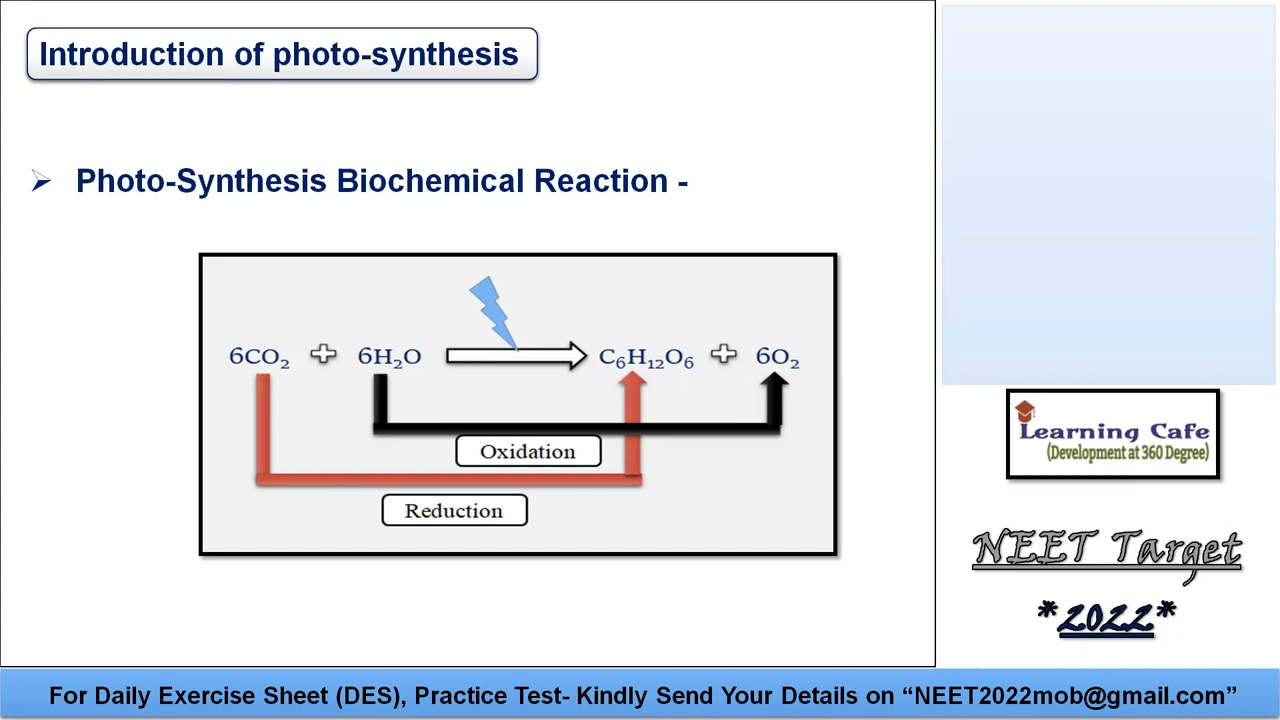 Introduction of photo-synthesis
➢ Photo-Synthesis Biochemical Reaction -
6CO₂ + 6H₂O C₆H₁₂O₆ + 6O₂
Oxidation
Reduction
Learning Cafe
(Development at 360 Degree)
NEET Target
*2022*
For Daily Exercise Sheet (DES), Practice Test- Kindly Send Your Details on “NEET2022mob@gmail.com”